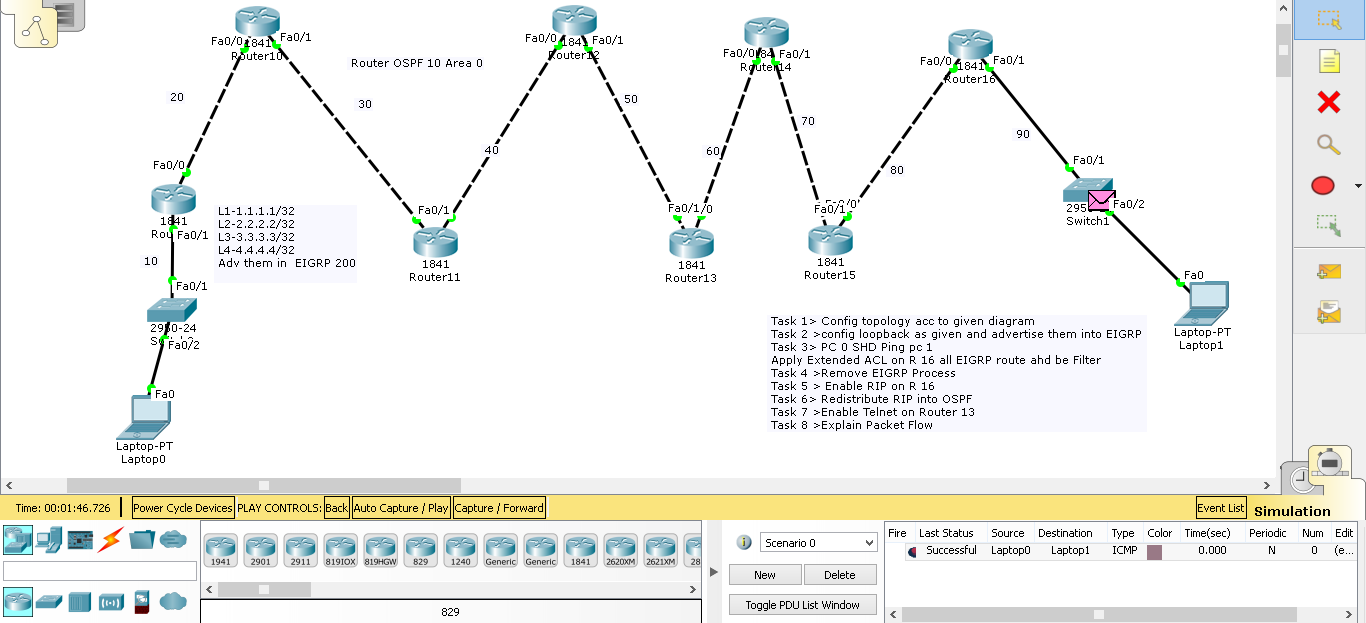 Fa0/0
Fa0/1
1841
Router10
Router OSPF 10 Area 0
Fa0/0
Fa0/1
Router12
Fa0/0
Fa0/1
Router14
Fa0/0
Fa0/1
1841
Router16
20
30
40
50
60
70
80
90
Fa0/0
1841
Fa0/1
10
Fa0/1
L1-1.1.1.1/32
L2-2.2.2.2/32
L3-3.3.3.3/32
L4-4.4.4.4/32
Adv them in EIGRP 200
Fa0/1
1841
Router11
Fa0/1/0
1841
Router13
Fa0/1
1841
Router15
Fa0/1
Fa0/2
Switch1
Fa0
Laptop-PT
Laptop1
2950-24
Fa0/2
Fa0
Laptop-PT
Laptop0
Task 1> Config topology acc to given diagram
Task 2 >config loopback as given and advertise them into EIGRP
Task 3> PC 0 SHD Ping pc 1
Apply Extended ACL on R 16 all EIGRP route ahd be Filter
Task 4 >Remove EIGRP Process
Task 5 > Enable RIP on R 16
Task 6> Redistribute RIP into OSPF
Task 7 >Enable Telnet on Router 13
Task 8 >Explain Packet Flow
Time: 00:01:46.726
Power Cycle Devices
PLAY CONTROLS:
Back
Auto Capture / Play
Capture / Forward
Event List
Simulation
1941
2901
2911
819IOX
819HGW
829
1240
Generic
Generic
1841
2620XM
2621XM
28
829
Scenario 0
New
Delete
Toggle PDU List Window
Fire Last Status Source Destination Type Color Time(sec) Periodic Num Edit
Successful Laptop0 Laptop1 ICMP 0.000 N 0 (e...